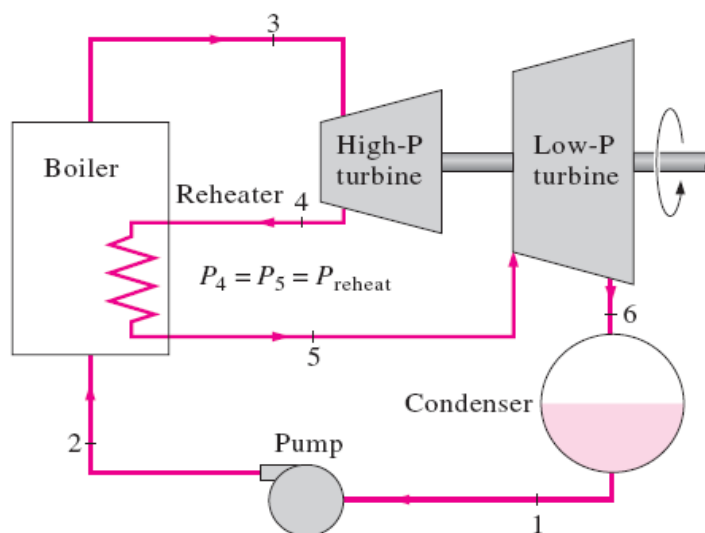 3
High-P
turbine
Low-P
turbine
Boiler
Reheater
4
P₄ = P₅ = Preheat
5
6
Condenser
2
Pump
1